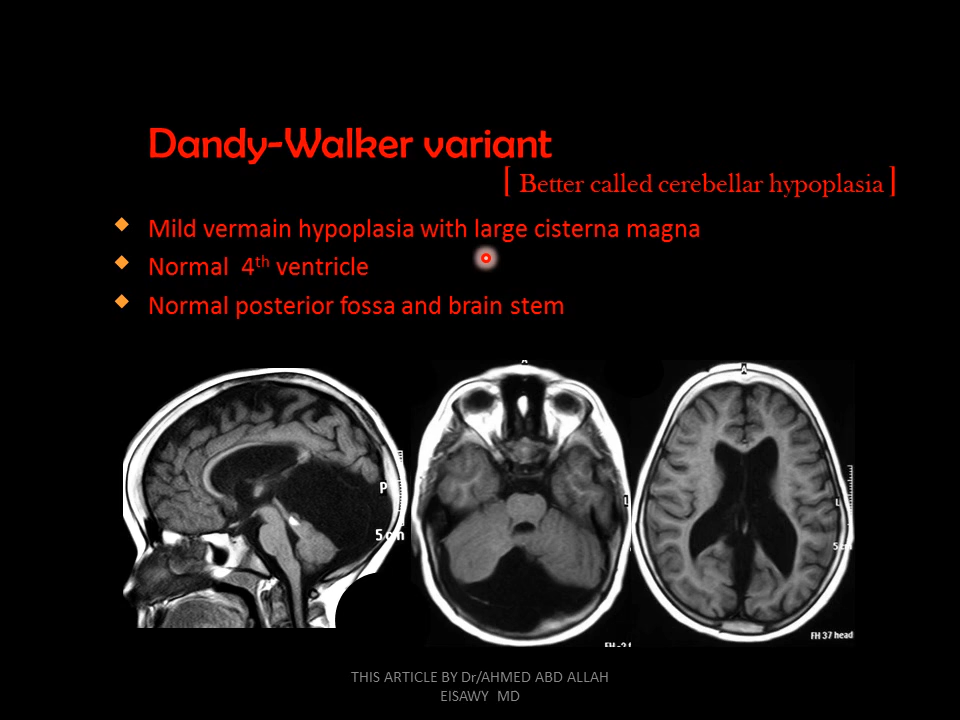 Dandy-Walker variant
[ Better called cerebellar hypoplasia ]
Mild vermain hypoplasia with large cisterna magna
Normal 4th ventricle
Normal posterior fossa and brain stem
A
P
5 cm
L
A
L
5 cm
FH 37 head
THIS ARTICLE BY Dr/AHMED ABD ALLAH
EISAWY MD